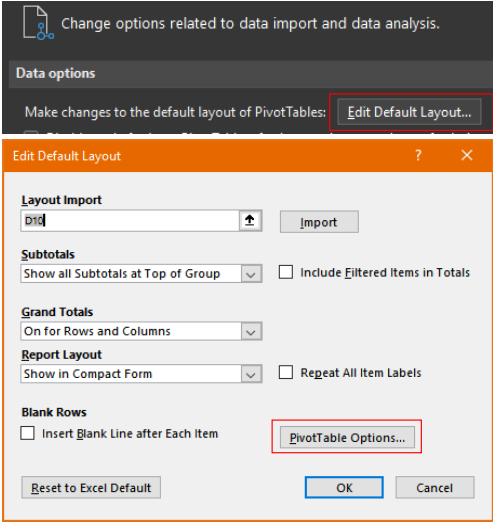 Change options related to data import and data analysis.
Data options
Make changes to the default layout of PivotTables: Edit Default Layout...
Edit Default Layout ?
Layout Import
D10 Import
Subtotals
Show all Subtotals at Top of Group Include Filtered Items in Totals
Grand Totals
On for Rows and Columns
Report Layout
Show in Compact Form Repeat All Item Labels
Blank Rows
Insert Blank Line after Each Item PivotTable Options...
Reset to Excel Default OK Cancel